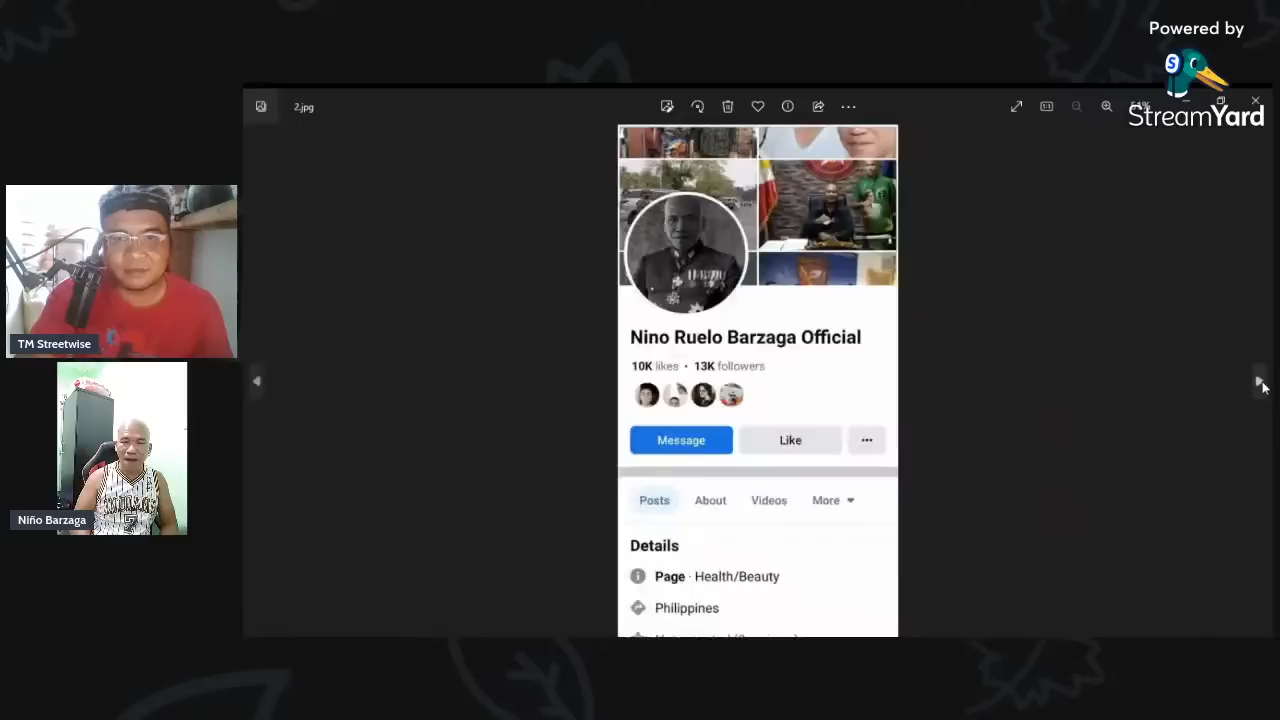 Powered by
StreamYard
2.jpg
TM Streetwise
Niño Barzaga
Nino Ruelo Barzaga Official
10K likes • 13K followers
Message
Like
Posts
About
Videos
More
Details
Page · Health/Beauty
Philippines